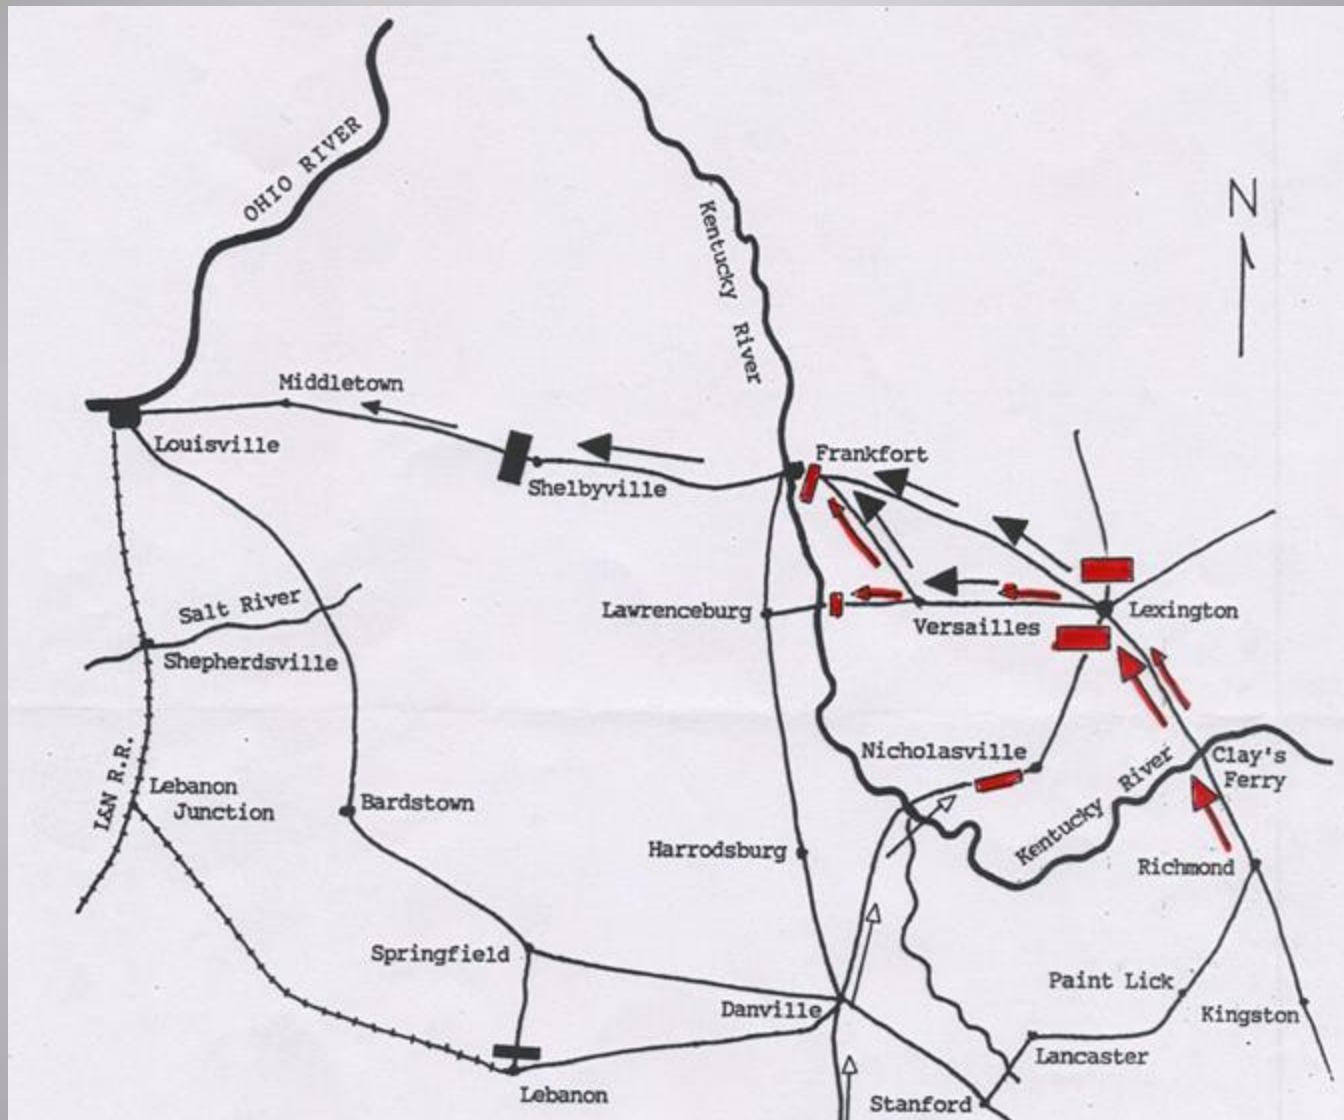 OHIO RIVER
Kentucky River
N
Middletown
Louisville
Shelbyville
Frankfort
Salt River
Shepherdsville
Lawrenceburg
Versailles
Lexington
L&N R.R.
Lebanon
Junction
Bardstown
Nicholasville
Clay's
Ferry
Kentucky River
Harrodsburg
Richmond
Springfield
Danville
Paint Lick
Kingston
Lancaster
Lebanon
Stanford